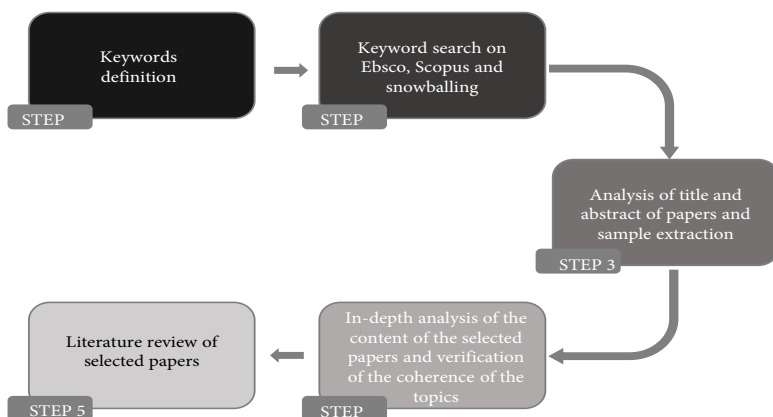 Keywords
definition
STEP
Keyword search on
Ebsco, Scopus and
snowballing
STEP
Analysis of title and
abstract of papers and
sample extraction
STEP 3
In-depth analysis of the
content of the selected
papers and verification
of the coherence of the
topics
STEP
Literature review of
selected papers
STEP 5